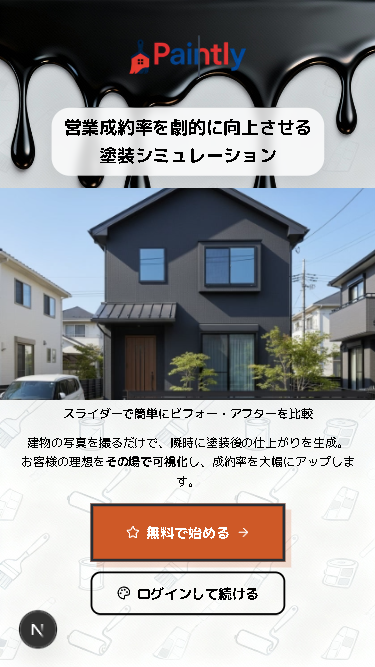 Paintly
営業成約率を劇的に向上させる
塗装シミュレーション
スライダーで簡単にビフォー・アフターを比較
建物の写真を撮るだけで、瞬時に塗装後の仕上がりを生成。
お客様の理想をその場で可視化し、成約率を大幅にアップしま
す。
無料で始める
ログインして続ける
N